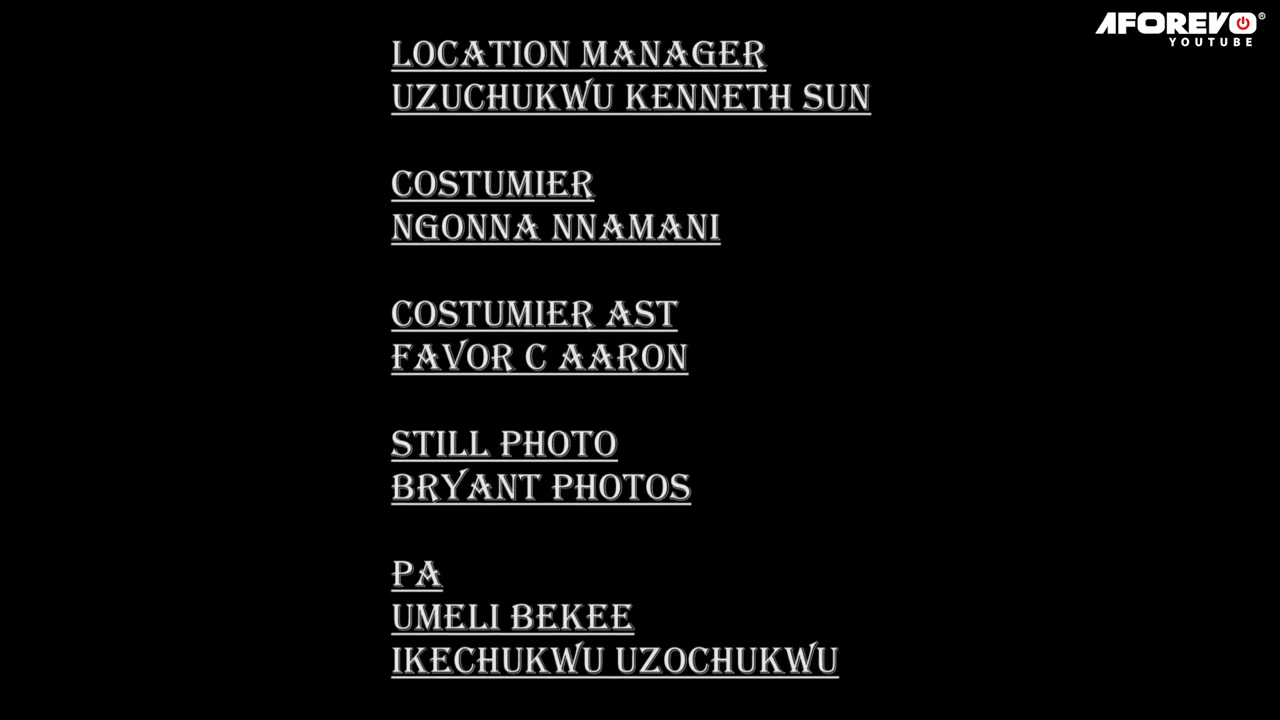 AFOREVO
YOUTUBE
LOCATION MANAGER
UZUCHUKWU KENNETH SUN
COSTUMIER
NGONNA NNAMANI
COSTUMIER AST
FAVOR C AARON
STILL PHOTO
BRYANT PHOTOS
PA
UMELI BEKEE
IKECHUKWU UZOCHUKWU